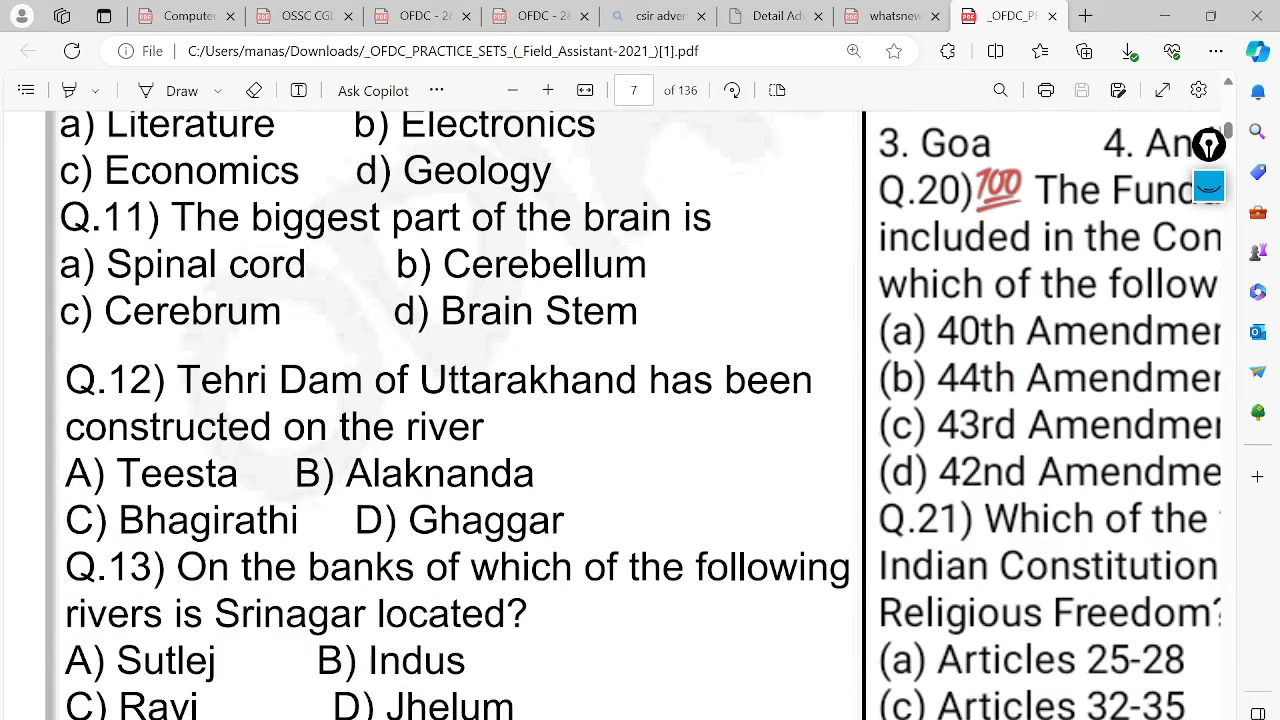 Computer
OSSC CGL
OFDC - 28
OFDC - 28
csir adver
Detail Adv
whatsnew
_OFDC_PR
File
C:/Users/manas/Downloads/_OFDC_PRACTICE_SETS_(_Field_Assistant-2021_)[1].pdf
Draw
Ask Copilot
7
of 136
a) Literature b) Electronics
c) Economics d) Geology
Q.11) The biggest part of the brain is
a) Spinal cord b) Cerebellum
c) Cerebrum d) Brain Stem
Q.12) Tehri Dam of Uttarakhand has been
constructed on the river
A) Teesta B) Alaknanda
C) Bhagirathi D) Ghaggar
Q.13) On the banks of which of the following
rivers is Srinagar located?
A) Sutlej B) Indus
C) Ravi D) Jhelum
3. Goa 4. An
Q.20)💯 The Fund
included in the Con
which of the follow
(a) 40th Amendmen
(b) 44th Amendmen
(c) 43rd Amendmen
(d) 42nd Amendme
Q.21) Which of the
Indian Constitution
Religious Freedom?
(a) Articles 25-28
(c) Articles 32-35